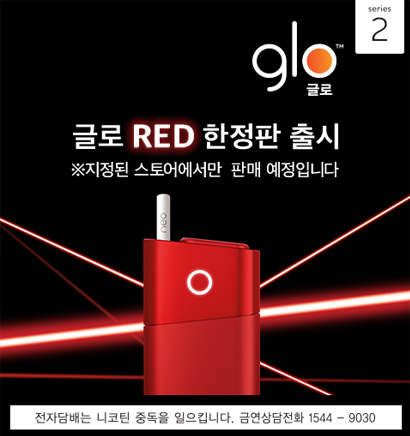 series
2
glo™
글로
글로 RED 한정판 출시
※지정된 스토어에서만 판매 예정입니다
neo
전자담배는 니코틴 중독을 일으킵니다. 금연상담전화 1544 - 9030